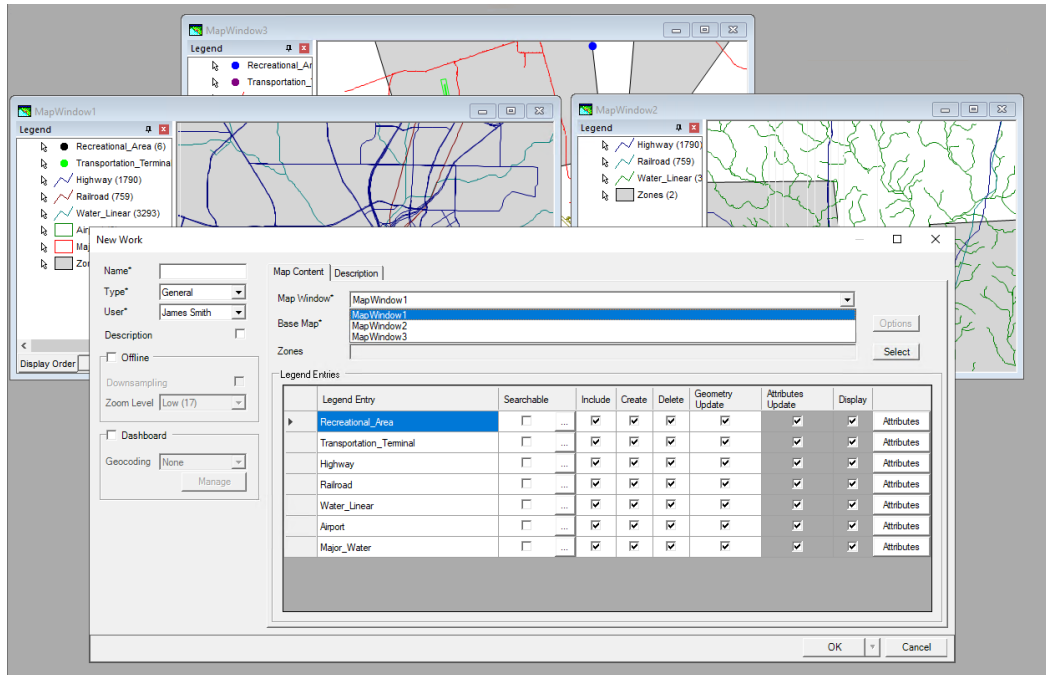 MapWindow3
Legend
Recreational_Ar
Transportation_
MapWindow1
Legend
Recreational_Area (6)
Transportation_Termina
Highway (1790)
Railroad (759)
Water_Linear (3293)
Air
Maj
Zo
Display Order
MapWindow2
Legend
Highway (1790)
Railroad (759)
Water_Linear (3
Zones (2)
New Work
Name*
Type* General
User* James Smith
Description
Offline
Downsampling
Zoom Level Low (17)
Dashboard
Geocoding None
Manage
Map Content Description
Map Window* MapWindow1
MapWindow1
MapWindow2
MapWindow3
Base Map* Options
Zones Select
Legend Entries
Legend Entry Searchable Include Create Delete Geometry Update Attributes Update Display
Recreational_Area ... Attributes
Transportation_Terminal ... Attributes
Highway ... Attributes
Railroad ... Attributes
Water_Linear ... Attributes
Airport ... Attributes
Major_Water ... Attributes
OK Cancel